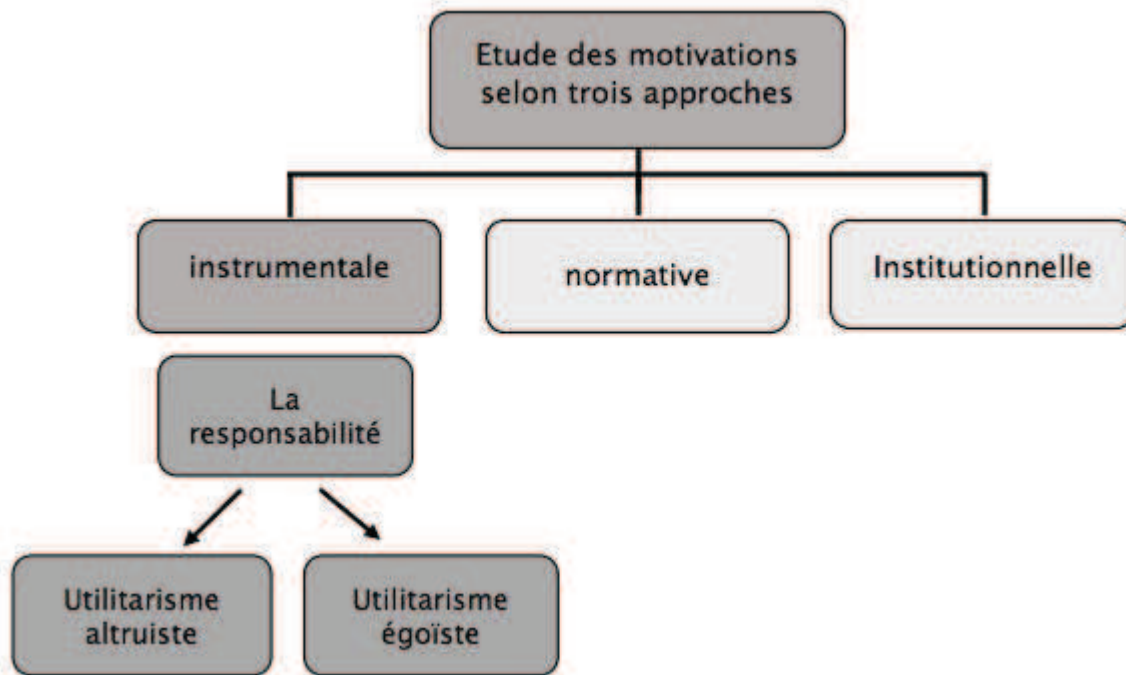 Etude des motivations
selon trois approches
instrumentale
normative
Institutionnelle
La
responsabilité
Utilitarisme
altruiste
Utilitarisme
égoïste